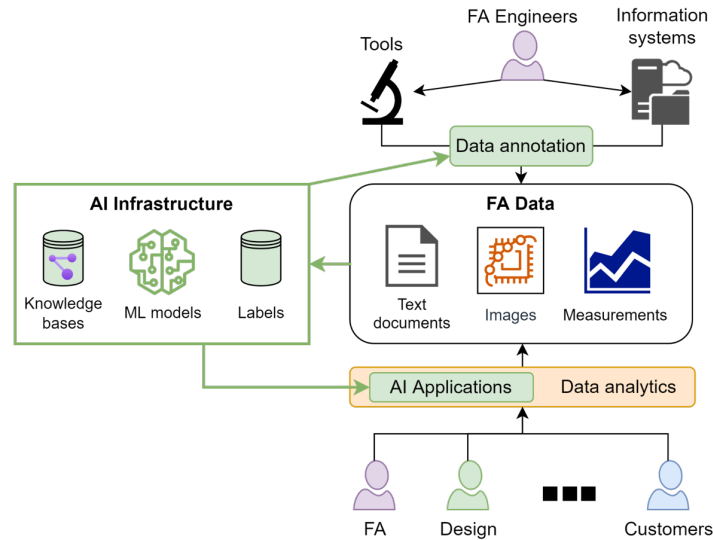 FA Engineers
Information
systems
Tools
Data annotation
AI Infrastructure
Knowledge
bases
ML models
Labels
FA Data
Text
documents
Images
Measurements
AI Applications
Data analytics
FA
Design
Customers